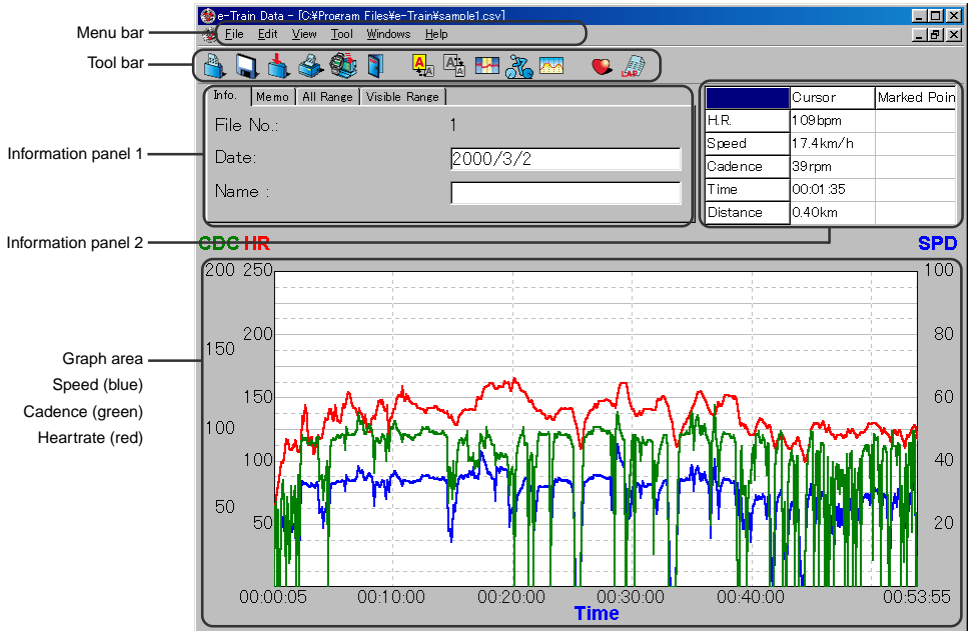 e-Train Data - [C:¥Program Files¥e-Train¥sample1.csv]
Menu bar
File Edit View Tool Windows Help
Tool bar
A A
A A
LAP
Info. Memo All Range Visible Range
File No.: 1
Date: 2000/3/2
Name :
Information panel 1
Cursor Marked Poin
H.R. 109bpm
Speed 17.4km/h
Cadence 39rpm
Time 00:01:35
Distance 0.40km
Information panel 2
CDC HR SPD
200 250 100
200 80
150
150 60
100
100 40
50
50 20
Graph area
Speed (blue)
Cadence (green)
Heartrate (red)
00:00:05 00:10:00 00:20:00 00:30:00 00:40:00 00:53:55
Time